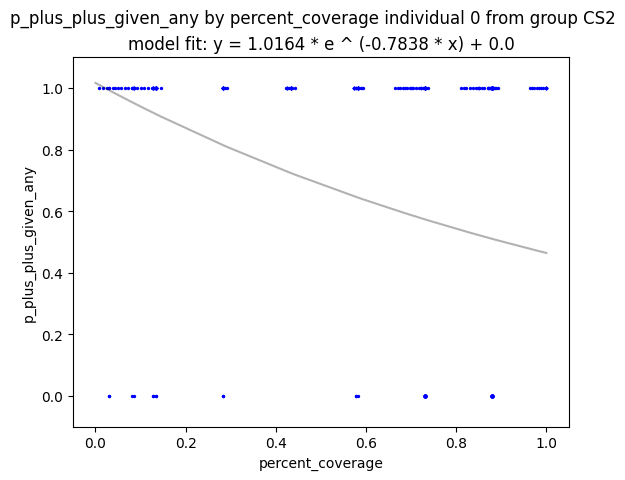 p_plus_plus_given_any by percent_coverage individual 0 from group CS2
model fit: y = 1.0164 * e ^ (-0.7838 * x) + 0.0
p_plus_plus_given_any
1.0
0.8
0.6
0.4
0.2
0.0
0.0 0.2 0.4 0.6 0.8 1.0
percent_coverage